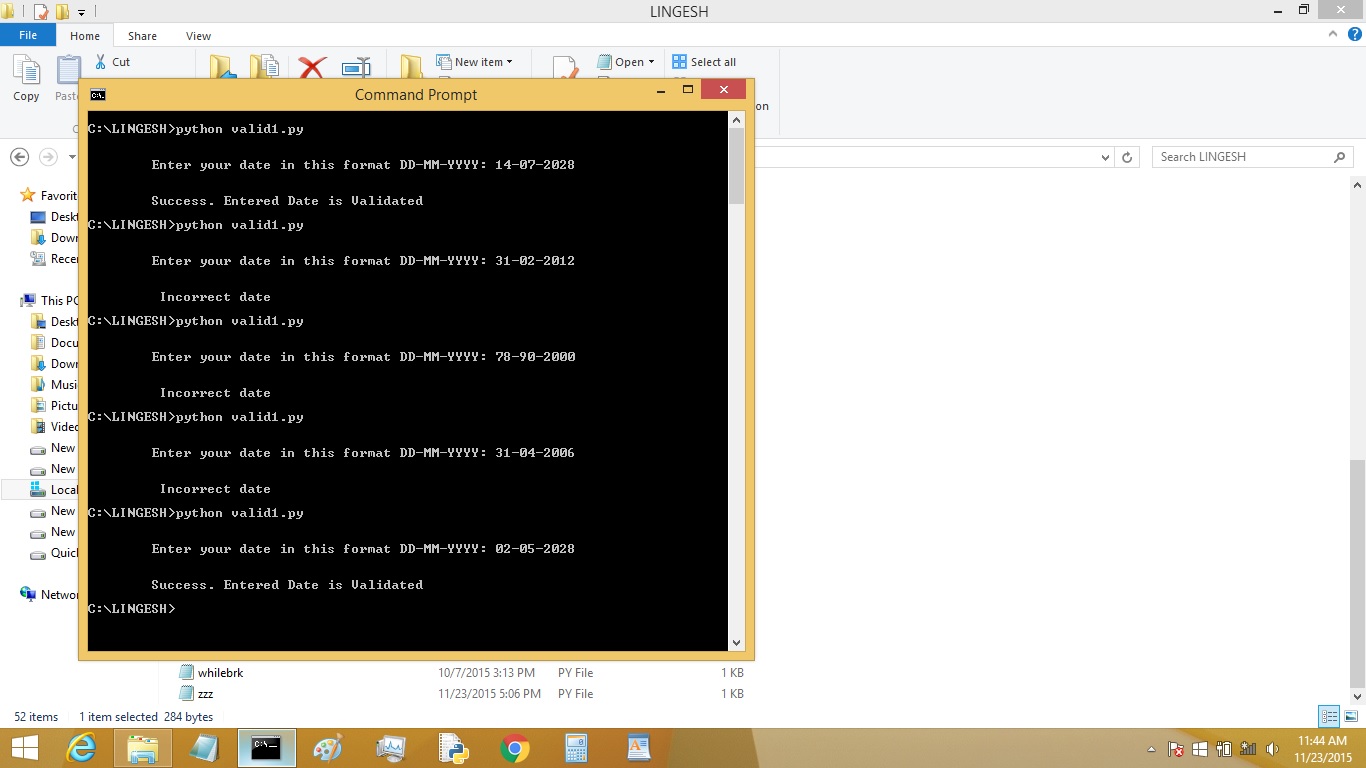 LINGESH
File Home Share View
Copy
Cut
New item
Open
Select all
Command Prompt
C:\LINGESH>python valid1.py
Enter your date in this format DD-MM-YYYY: 14-07-2028
Success. Entered Date is Validated
C:\LINGESH>python valid1.py
Enter your date in this format DD-MM-YYYY: 31-02-2012
Incorrect date
C:\LINGESH>python valid1.py
Enter your date in this format DD-MM-YYYY: 78-90-2000
Incorrect date
C:\LINGESH>python valid1.py
Enter your date in this format DD-MM-YYYY: 31-04-2006
Incorrect date
C:\LINGESH>python valid1.py
Enter your date in this format DD-MM-YYYY: 02-05-2028
Success. Entered Date is Validated
C:\LINGESH>
Search LINGESH
Favorit
Deskt
Down
Recen
This PC
Deskt
Docu
Down
Musi
Pictu
Video
New
New
Local
New
New
Quic
Networ
whilebrk 10/7/2015 3:13 PM PY File 1 KB
zzz 11/23/2015 5:06 PM PY File 1 KB
52 items 1 item selected 284 bytes
11:44 AM
11/23/2015